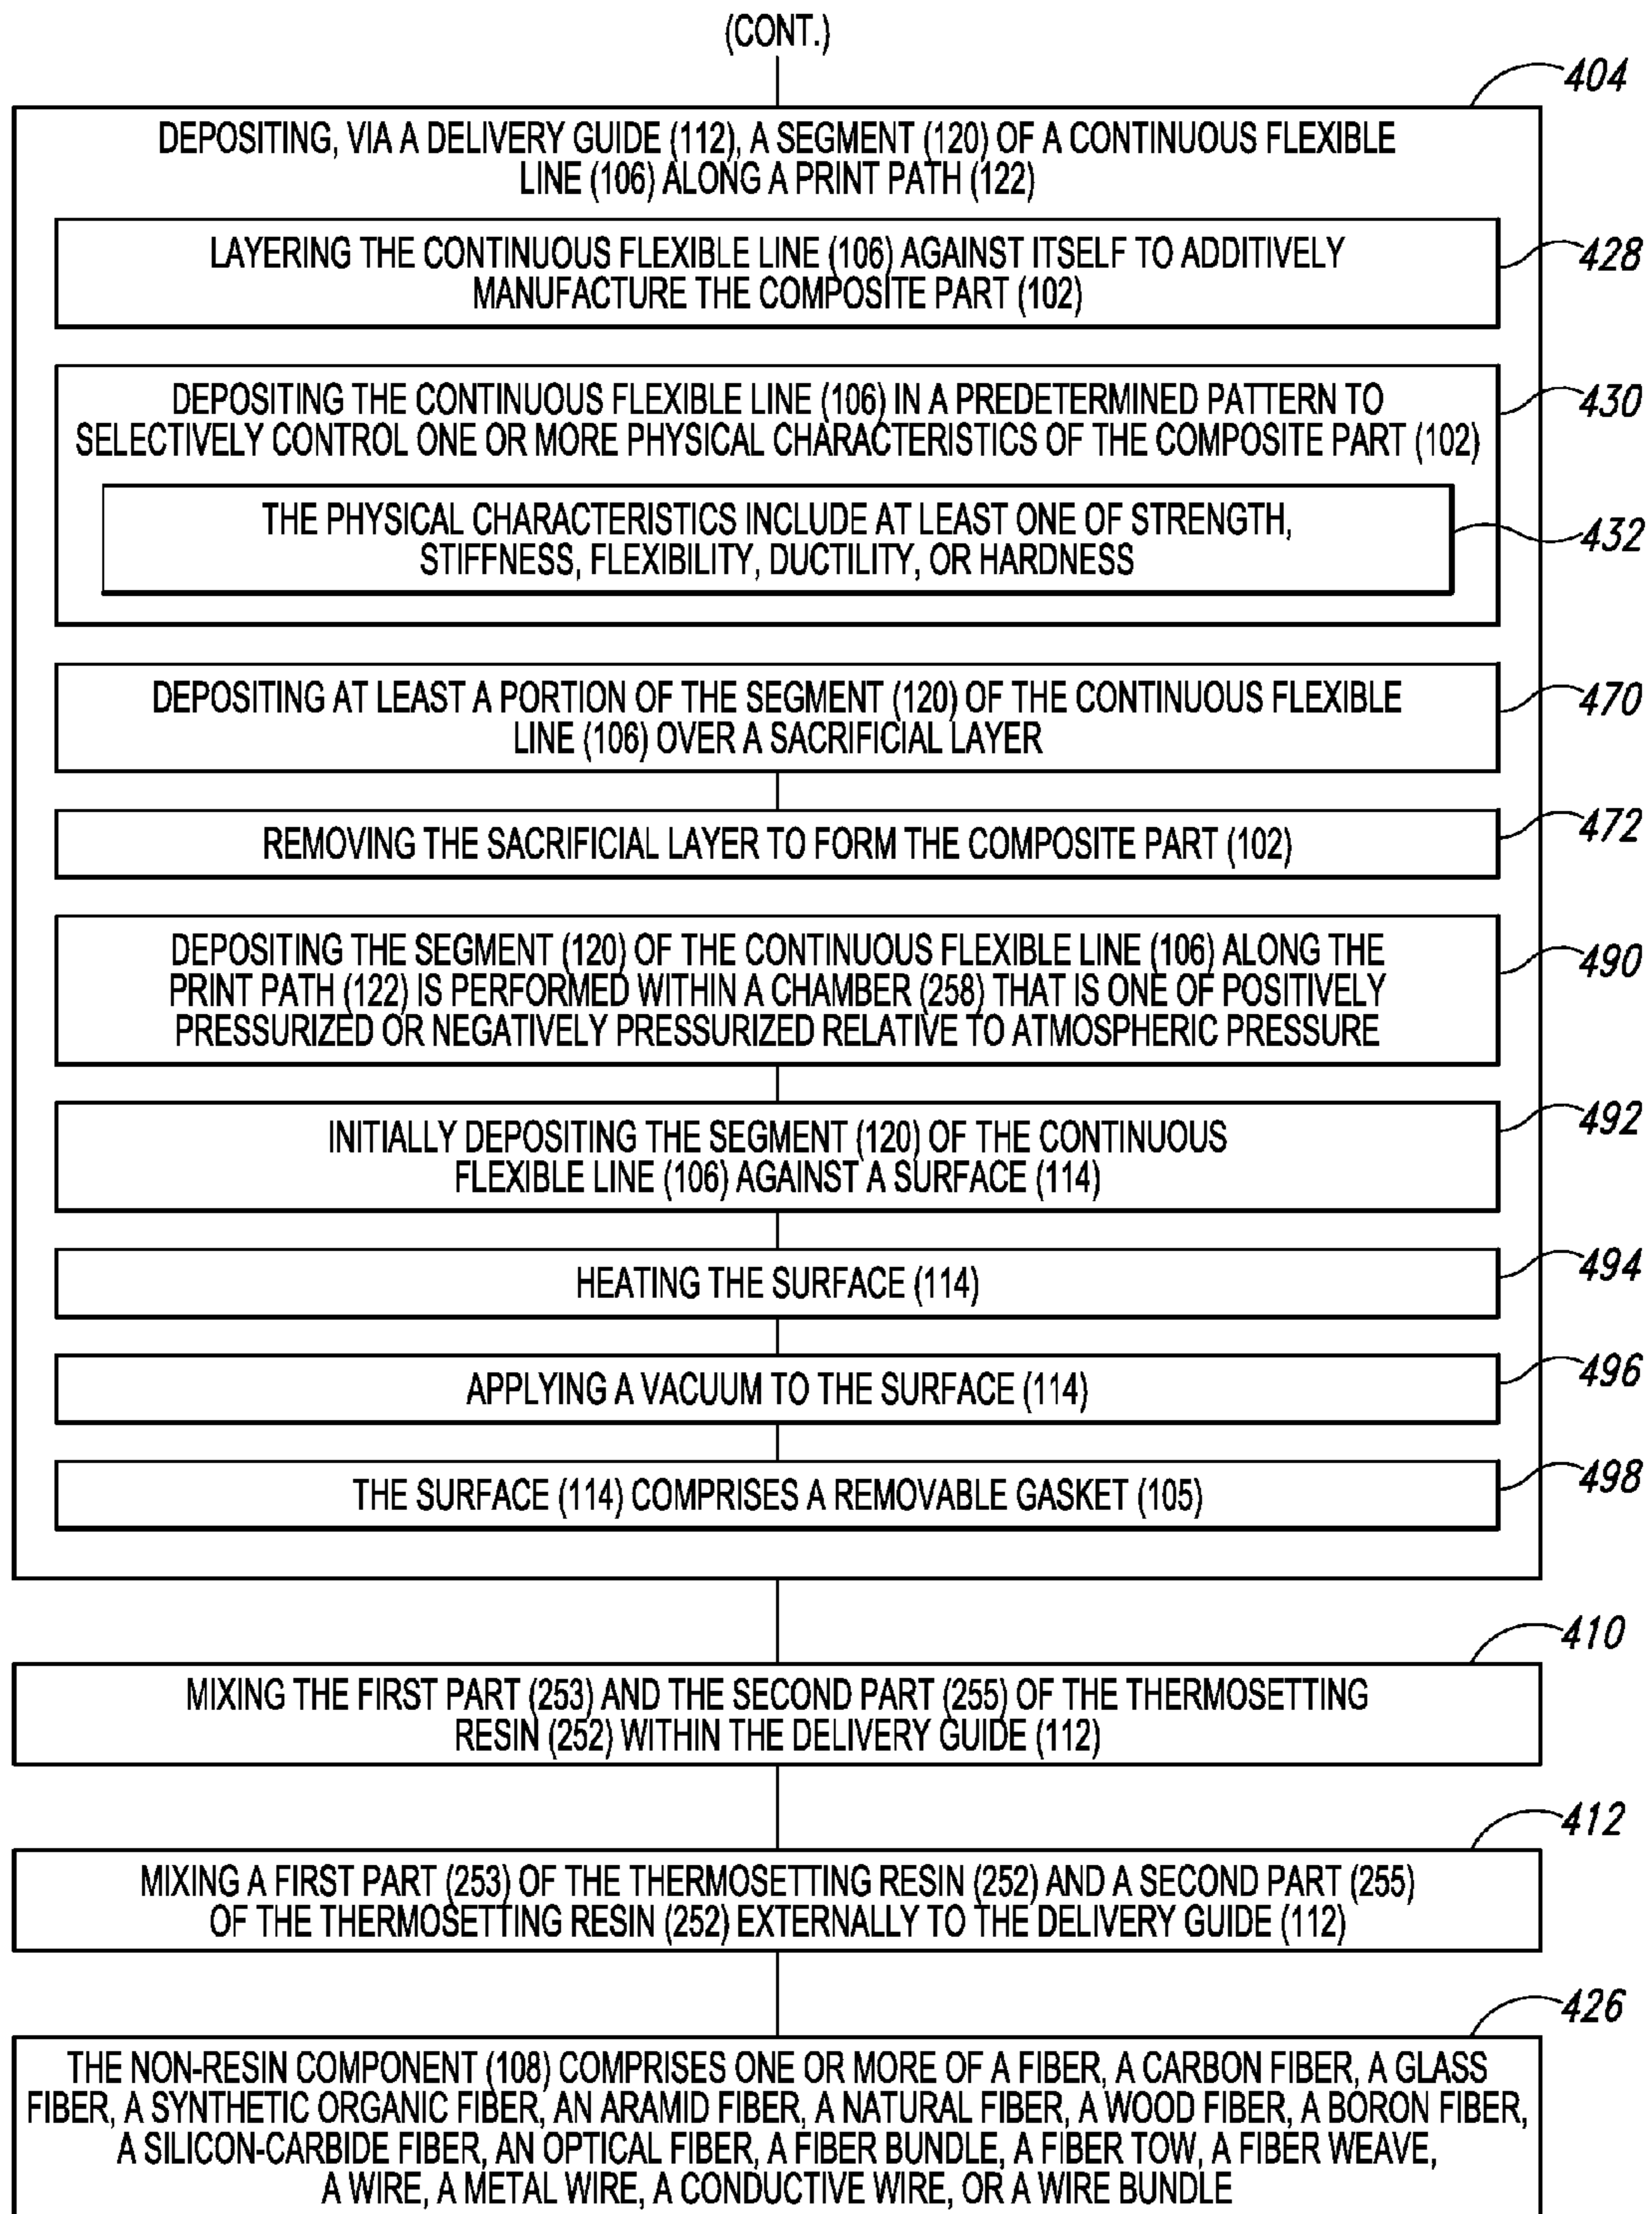 (CONT.)
404
DEPOSITING, VIA A DELIVERY GUIDE (112), A SEGMENT (120) OF A CONTINUOUS FLEXIBLE
LINE (106) ALONG A PRINT PATH (122)
LAYERING THE CONTINUOUS FLEXIBLE LINE (106) AGAINST ITSELF TO ADDITIVELY
MANUFACTURE THE COMPOSITE PART (102)
428
DEPOSITING THE CONTINUOUS FLEXIBLE LINE (106) IN A PREDETERMINED PATTERN TO
SELECTIVELY CONTROL ONE OR MORE PHYSICAL CHARACTERISTICS OF THE COMPOSITE PART (102)
430
THE PHYSICAL CHARACTERISTICS INCLUDE AT LEAST ONE OF STRENGTH,
STIFFNESS, FLEXIBILITY, DUCTILITY, OR HARDNESS
432
DEPOSITING AT LEAST A PORTION OF THE SEGMENT (120) OF THE CONTINUOUS FLEXIBLE
LINE (106) OVER A SACRIFICIAL LAYER
470
REMOVING THE SACRIFICIAL LAYER TO FORM THE COMPOSITE PART (102)
472
DEPOSITING THE SEGMENT (120) OF THE CONTINUOUS FLEXIBLE LINE (106) ALONG THE
PRINT PATH (122) IS PERFORMED WITHIN A CHAMBER (258) THAT IS ONE OF POSITIVELY
PRESSURIZED OR NEGATIVELY PRESSURIZED RELATIVE TO ATMOSPHERIC PRESSURE
490
INITIALLY DEPOSITING THE SEGMENT (120) OF THE CONTINUOUS
FLEXIBLE LINE (106) AGAINST A SURFACE (114)
492
HEATING THE SURFACE (114)
494
APPLYING A VACUUM TO THE SURFACE (114)
496
THE SURFACE (114) COMPRISES A REMOVABLE GASKET (105)
498
410
MIXING THE FIRST PART (253) AND THE SECOND PART (255) OF THE THERMOSETTING
RESIN (252) WITHIN THE DELIVERY GUIDE (112)
412
MIXING A FIRST PART (253) OF THE THERMOSETTING RESIN (252) AND A SECOND PART (255)
OF THE THERMOSETTING RESIN (252) EXTERNALLY TO THE DELIVERY GUIDE (112)
426
THE NON-RESIN COMPONENT (108) COMPRISES ONE OR MORE OF A FIBER, A CARBON FIBER, A GLASS
FIBER, A SYNTHETIC ORGANIC FIBER, AN ARAMID FIBER, A NATURAL FIBER, A WOOD FIBER, A BORON FIBER,
A SILICON-CARBIDE FIBER, AN OPTICAL FIBER, A FIBER BUNDLE, A FIBER TOW, A FIBER WEAVE,
A WIRE, A METAL WIRE, A CONDUCTIVE WIRE, OR A WIRE BUNDLE